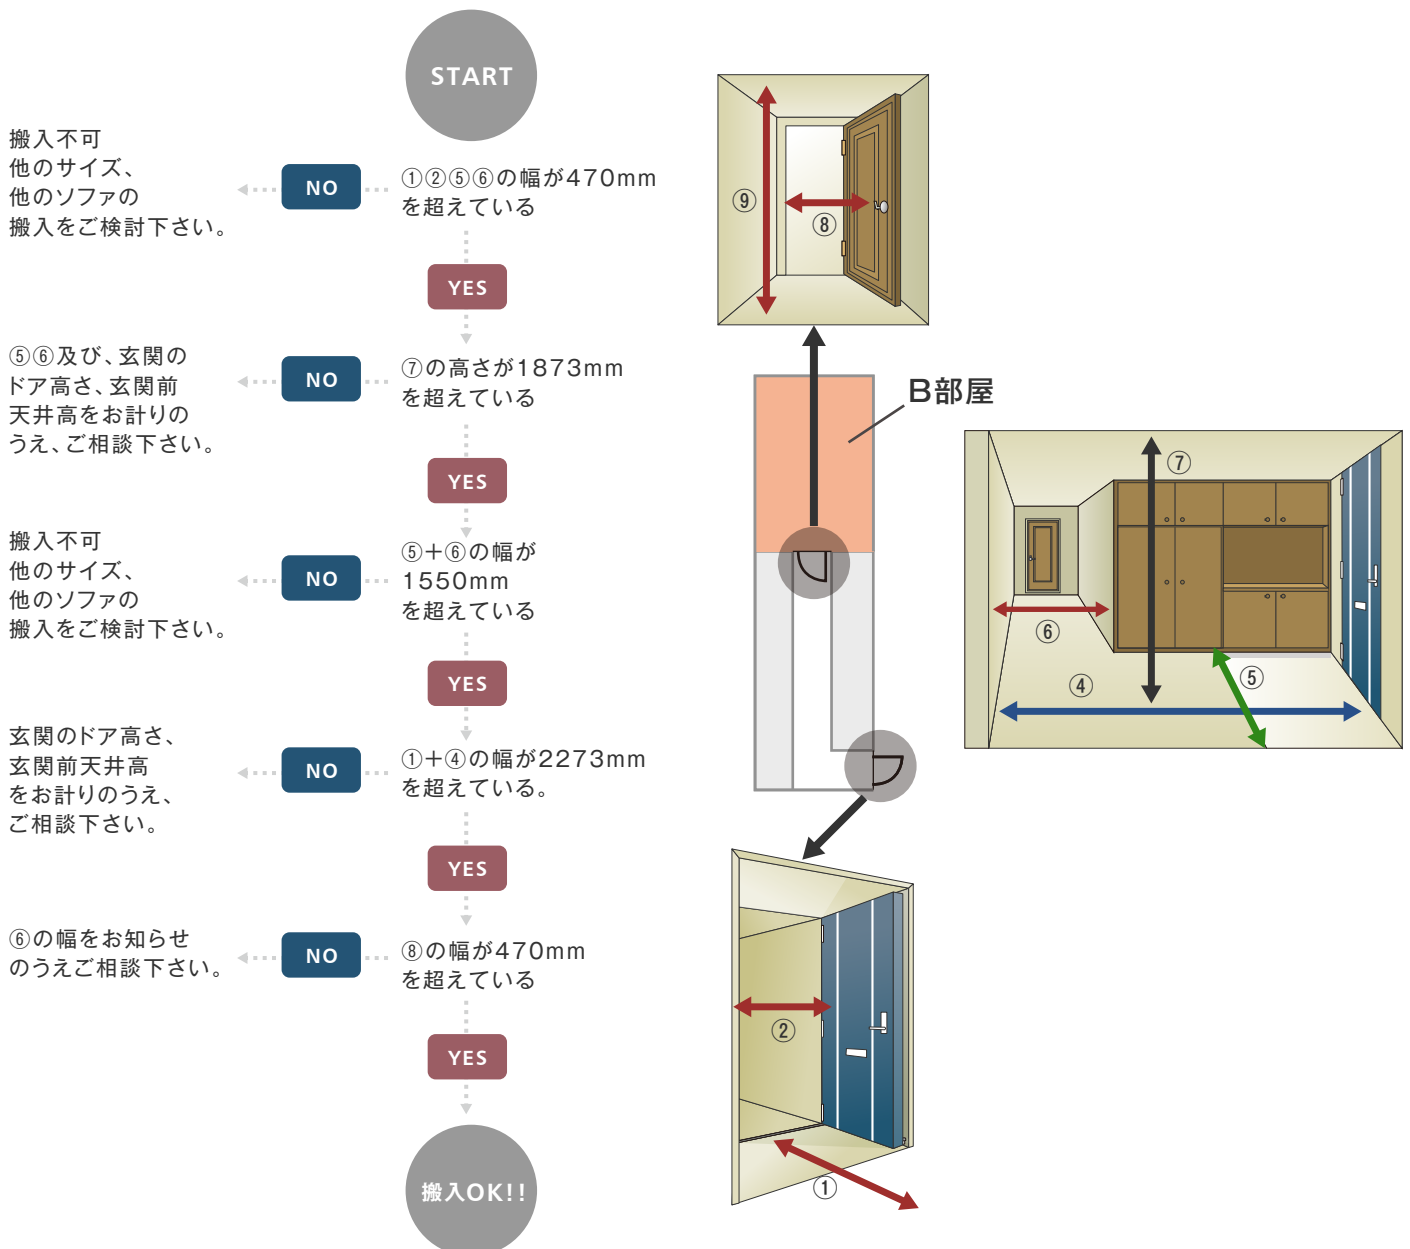 START
搬入不可
他のサイズ、
他のソファの
搬入をご検討下さい。
NO
①②⑤⑥の幅が470mm
を超えている
YES
⑤⑥及び、玄関の
ドア高さ、玄関前
天井高をお計りの
うえ、ご相談下さい。
NO
⑦の高さが1873mm
を超えている
YES
搬入不可
他のサイズ、
他のソファの
搬入をご検討下さい。
NO
⑤＋⑥の幅が
1550mm
を超えている
YES
玄関のドア高さ、
玄関前天井高
をお計りのうえ、
ご相談下さい。
NO
①＋④の幅が2273mm
を超えている。
YES
⑥の幅をお知らせ
のうえご相談下さい。
NO
⑧の幅が470mm
を超えている
YES
搬入OK!!
⑨
⑧
B部屋
⑦
⑥
④
⑤
②
①